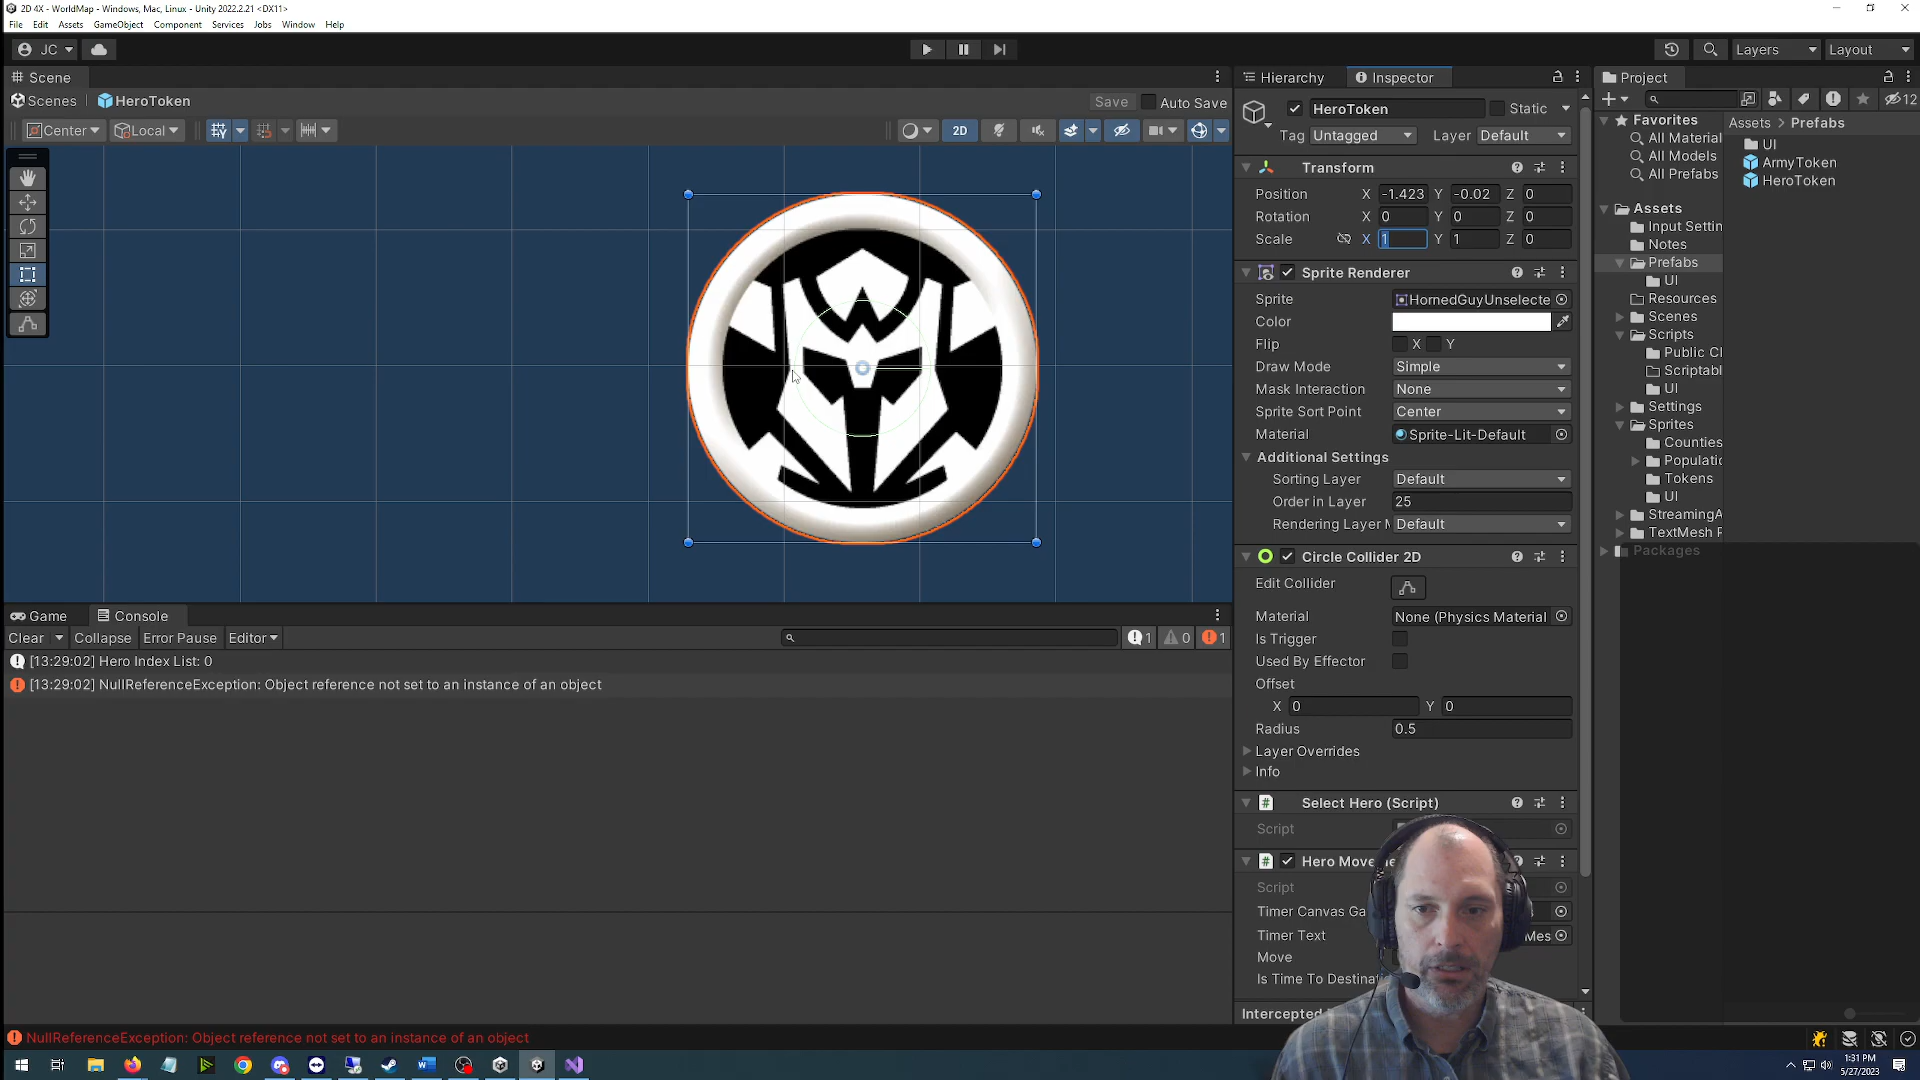 2D 4X - WorldMap - Windows, Mac, Linux - Unity 2022.2.21 <DX11>
File Edit Assets GameObject Component Services Jobs Window Help
JC Layers Layout
Scene Hierarchy Inspector Project
Scenes HeroToken Save Auto Save
Center Local 2D
HeroToken Static
Tag Untagged Layer Default
Transform
Position X -1.423 Y -0.02 Z 0
Rotation X 0 Y 0 Z 0
Scale X 1 Y 1 Z 0
Sprite Renderer
Sprite HornedGuyUnselecte
Color
Flip X Y
Draw Mode Simple
Mask Interaction None
Sprite Sort Point Center
Material Sprite-Lit-Default
Additional Settings
Sorting Layer Default
Order in Layer 25
Rendering Layer M Default
Circle Collider 2D
Edit Collider
Material None (Physics Material
Is Trigger
Used By Effector
Offset
X 0 Y 0
Radius 0.5
Layer Overrides
Info
Select Hero (Script)
Script
Hero Move
Script
Timer Canvas Ga
Timer Text Mes
Move
Is Time To Destina
Intercepted
12
Favorites
All Material
All Models
All Prefabs
Assets
Input Settin
Notes
Prefabs
UI
Resources
Scenes
Scripts
Public Cl
Scriptabl
UI
Settings
Sprites
Counties
Populatic
Tokens
UI
StreamingA
TextMesh F
Packages
Assets > Prefabs
UI
ArmyToken
HeroToken
Game Console
Clear Collapse Error Pause Editor 1 0 1
[13:29:02] Hero Index List: 0
[13:29:02] NullReferenceException: Object reference not set to an instance of an object
NullReferenceException: Object reference not set to an instance of an object
1:31 PM
5/27/2023